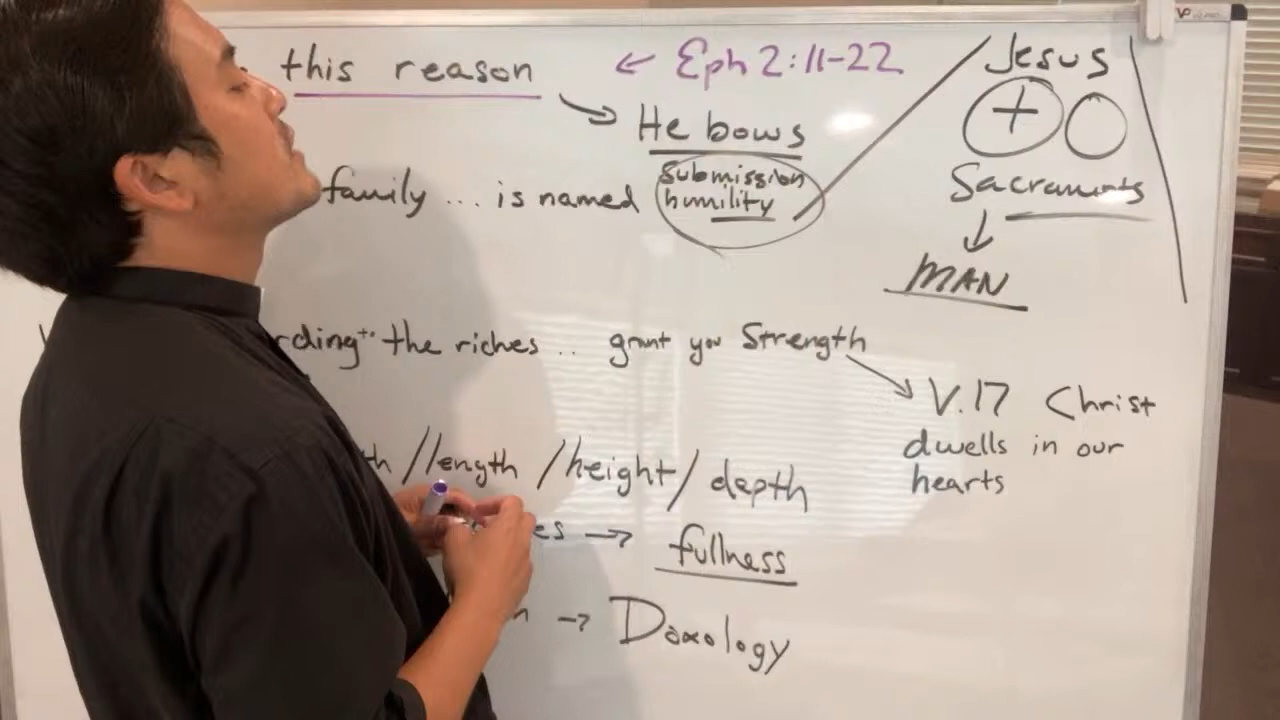 this reason ← Eph 2:11-22
→ He bows
family ... is named
submission
humility
Jesus
+
Sacraments
↓
MAN
the riches .. grant you Strength
→ V.17 Christ
dwells in our
hearts
/length /height/ depth
→ fullness
→ Doxology